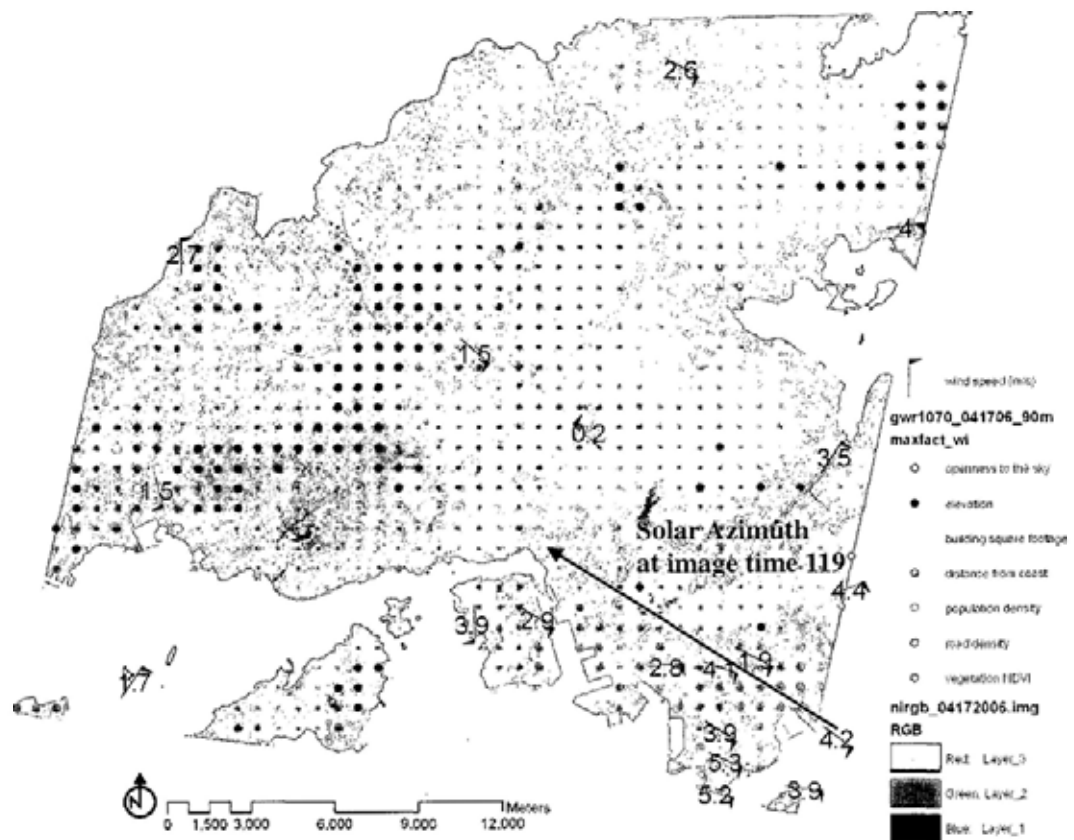 2.6
4.
2.7
1.5
wind speed (m/s)
gwr1070_041706_90m
maxfact_wi
0.2
3.5
openness to the sky
1.5
elevation
Solar Azimuth
at image time 119
building square footage
distance from coast
4.4
population density
3.9
2.9
road density
2.8
4.1
1.9
vegetation NDVI
1.7
nirgb_04172006.img
RGB
3.9
4.2
Red: Layer_3
5.3
5.2
3.9
Green: Layer_2
N
Meters
0 1,500 3,000 6,000 9,000 12,000
Blue: Layer_1